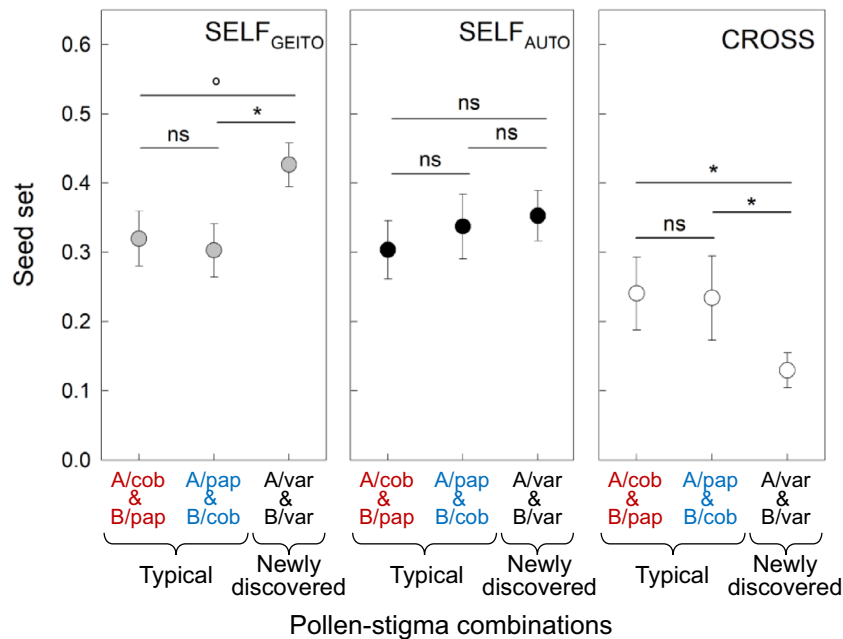 SELF_GEITO
SELF_AUTO
CROSS
0.6
0.5
0.4
0.3
0.2
0.1
0.0
Seed set
°
ns
*
ns
ns
ns
*
ns
*
A/cob
&
B/pap
A/pap
&
B/cob
A/var
&
B/var
A/cob
&
B/pap
A/pap
&
B/cob
A/var
&
B/var
A/cob
&
B/pap
A/pap
&
B/cob
A/var
&
B/var
Typical
Newly
discovered
Typical
Newly
discovered
Typical
Newly
discovered
Pollen-stigma combinations